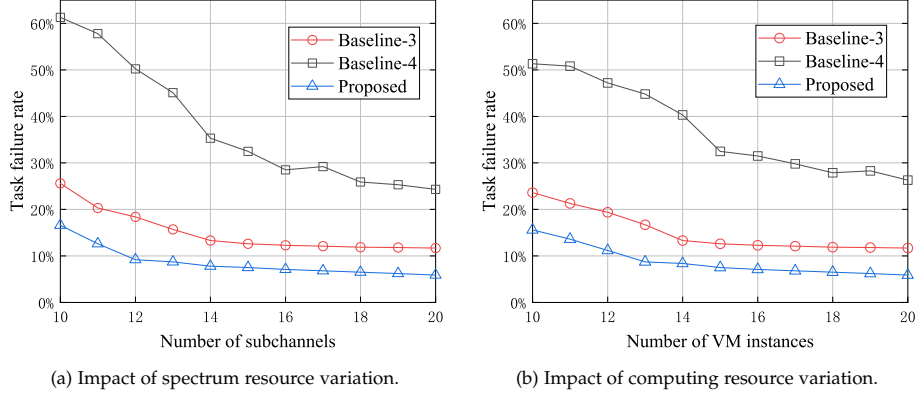 60%
50%
40%
30%
20%
10%
0%
Task failure rate
Baseline-3
Baseline-4
Proposed
10 12 14 16 18 20
Number of subchannels
(a) Impact of spectrum resource variation.
60%
50%
40%
30%
20%
10%
0%
Task failure rate
Baseline-3
Baseline-4
Proposed
10 12 14 16 18 20
Number of VM instances
(b) Impact of computing resource variation.